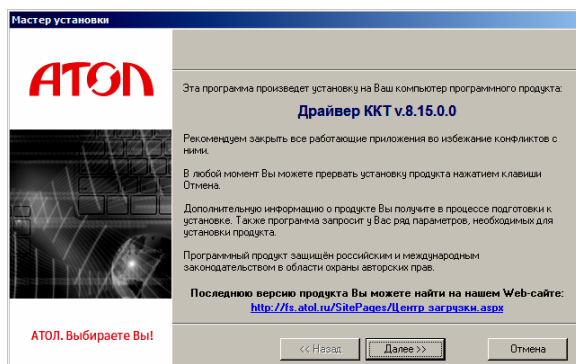 Мастер установки
АТОЛ
Эта программа произведет установку на Ваш компьютер программного продукта:
Драйвер ККТ v.8.15.0.0
Рекомендуем закрыть все работающие приложения во избежание конфликтов с
ними.
В любой момент Вы можете прервать установку продукта нажатием клавиши
Отмена.
Дополнительную информацию о продукте Вы получите в процессе подготовки к
установке. Также программа запросит у Вас ряд параметров, необходимых для
установки продукта.
Программный продукт защищён российским и международным
законодательством в области охраны авторских прав.
Последнюю версию продукта Вы можете найти на нашем Web-сайте:
http://fs.atol.ru/SitePages/Центр загрузки.aspx
АТОЛ. Выбираете Вы!
<< Назад Далее >> Отмена